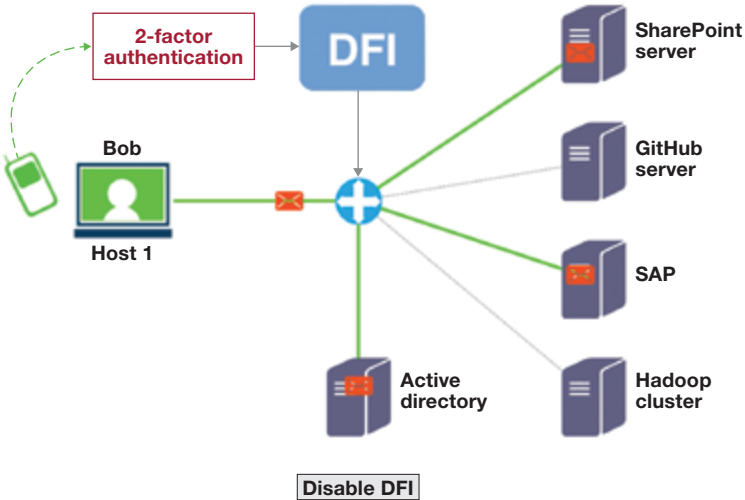 2-factor
authentication
DFI
SharePoint
server
Bob
GitHub
server
Host 1
SAP
Active
directory
Hadoop
cluster
Disable DFI